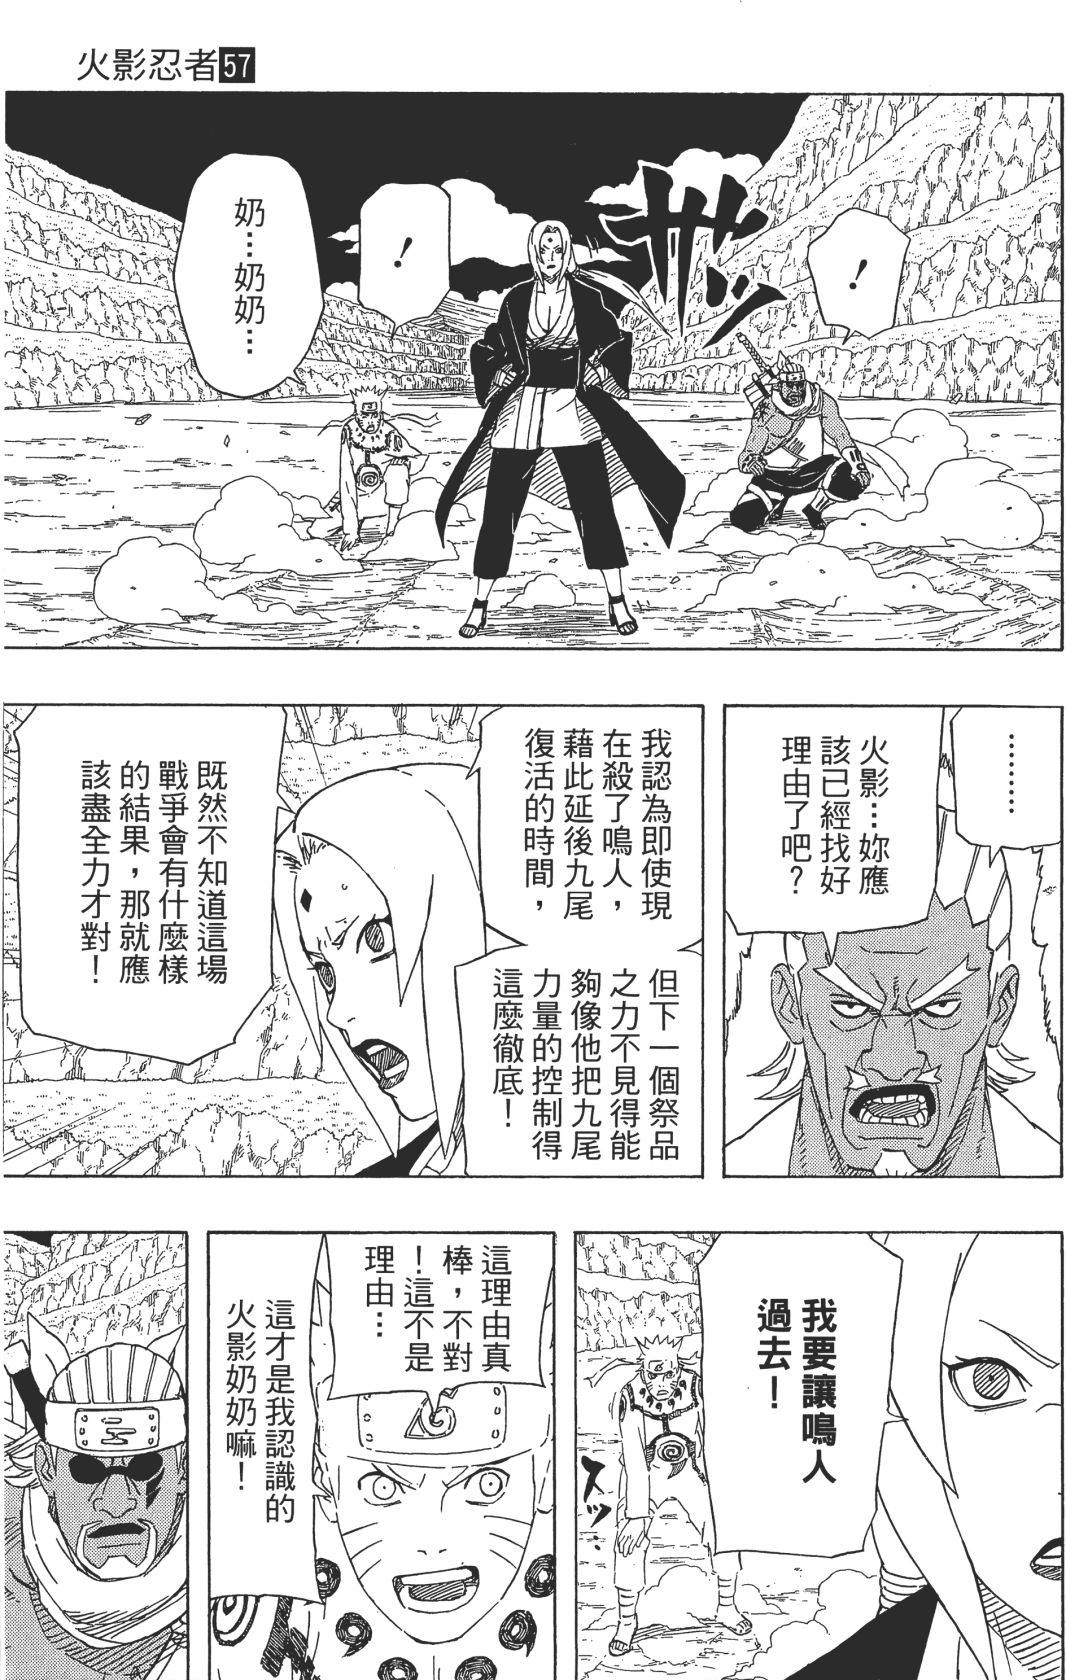 火影忍者57
！
ザッ
！
奶…奶奶…
………
火影…妳應
該已經找好
理由了吧？
我認為即使現
在殺了鳴人，
藉此延後九尾
復活的時間，
但下一個祭品
之力不見得能
夠像他把九尾
力量的控制得
這麼徹底！
既然不知道這場
戰爭會有什麼樣
的結果，那就應
該盡全力才對！
我要讓鳴人
過去！
スッ…
這理由真
棒，不對
！這不是
理由…
這才是我認識的
火影奶奶嘛！